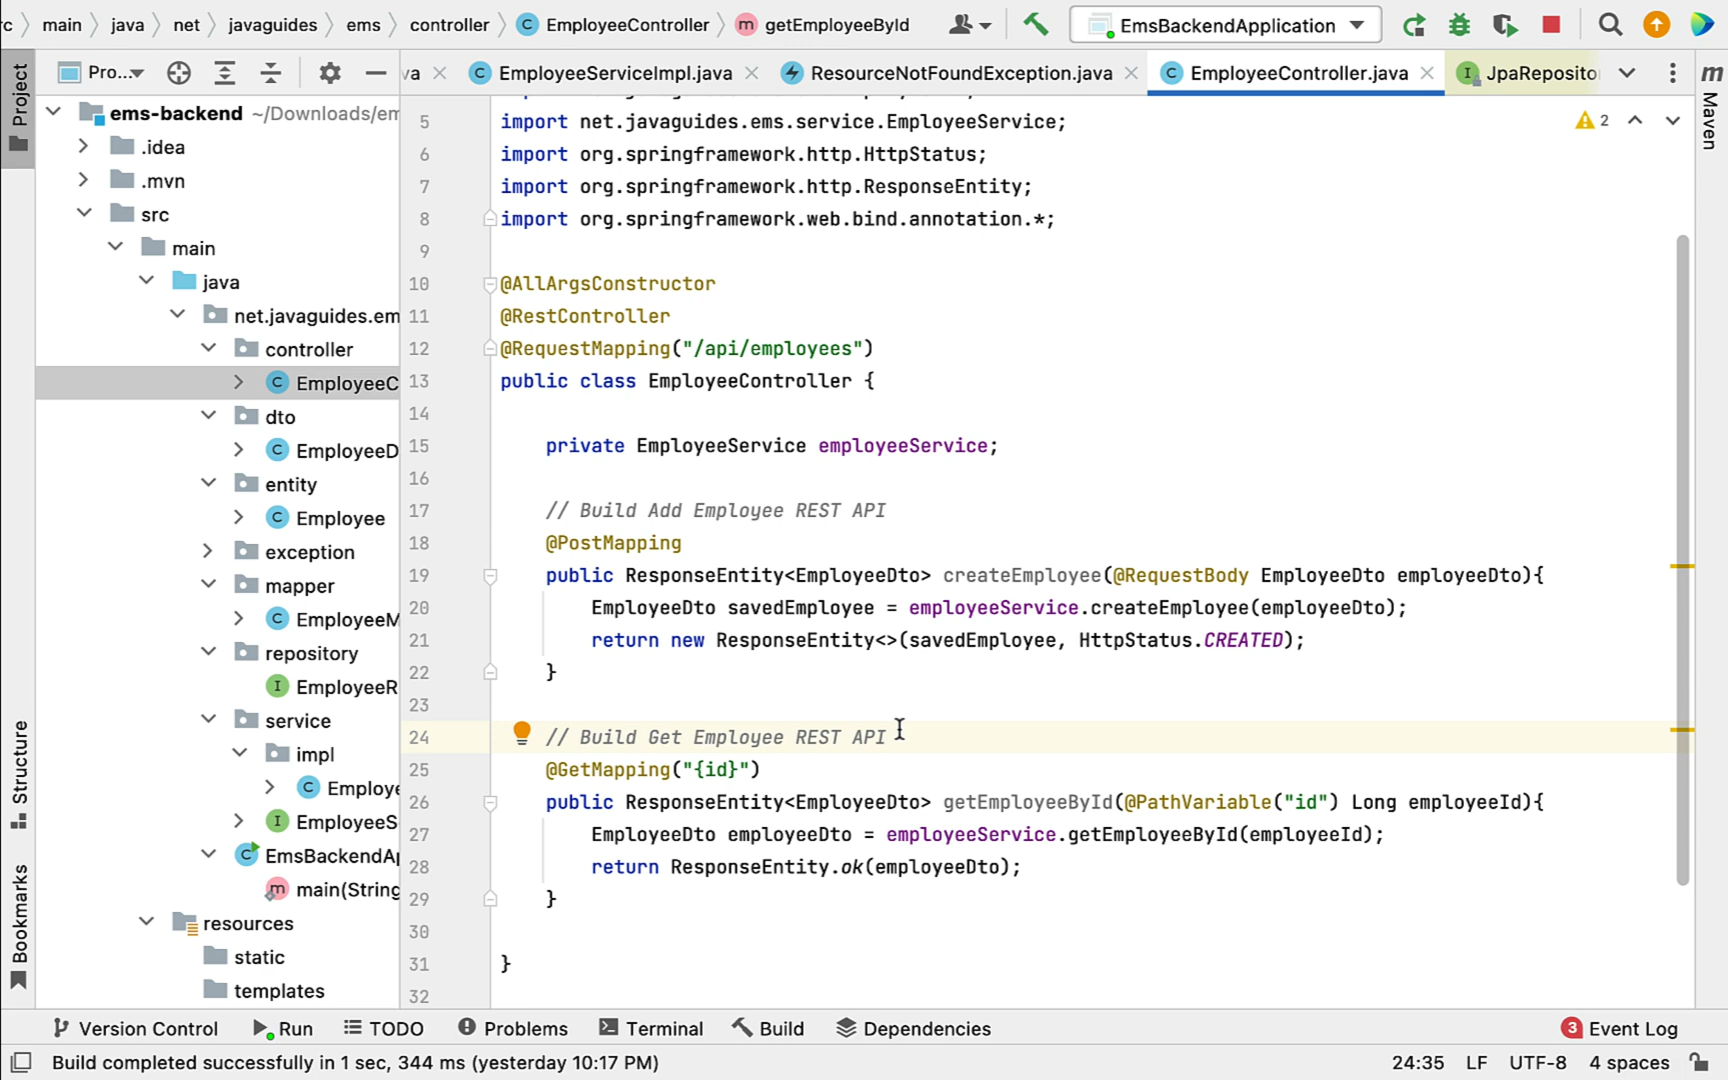 rc main java net javaguides ems controller EmployeeController getEmployeeById EmsBackendApplication
Pro... va EmployeeServiceImpl.java ResourceNotFoundException.java EmployeeController.java JpaReposito
Project
Structure
Bookmarks
m
Maven
ems-backend ~/Downloads/em
.idea
.mvn
src
main
java
net.javaguides.em
controller
EmployeeC
dto
EmployeeD
entity
Employee
exception
mapper
EmployeeM
repository
EmployeeR
service
impl
Employe
EmployeeS
EmsBackendAp
main(String
resources
static
templates
2
5 import net.javaguides.ems.service.EmployeeService;
6 import org.springframework.http.HttpStatus;
7 import org.springframework.http.ResponseEntity;
8 import org.springframework.web.bind.annotation.*;
9
10 @AllArgsConstructor
11 @RestController
12 @RequestMapping("/api/employees")
13 public class EmployeeController {
14
15 private EmployeeService employeeService;
16
17 // Build Add Employee REST API
18 @PostMapping
19 public ResponseEntity<EmployeeDto> createEmployee(@RequestBody EmployeeDto employeeDto){
20 EmployeeDto savedEmployee = employeeService.createEmployee(employeeDto);
21 return new ResponseEntity<>(savedEmployee, HttpStatus.CREATED);
22 }
23
24 // Build Get Employee REST API
25 @GetMapping("{id}")
26 public ResponseEntity<EmployeeDto> getEmployeeById(@PathVariable("id") Long employeeId){
27 EmployeeDto employeeDto = employeeService.getEmployeeById(employeeId);
28 return ResponseEntity.ok(employeeDto);
29 }
30
31 }
32
Version Control Run TODO Problems Terminal Build Dependencies 3 Event Log
Build completed successfully in 1 sec, 344 ms (yesterday 10:17 PM) 24:35 LF UTF-8 4 spaces